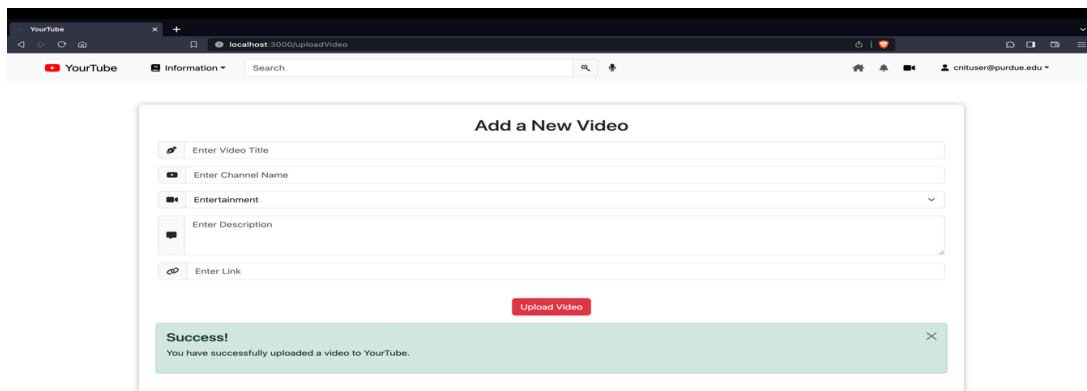 YourTube
localhost:3000/uploadVideo
YourTube Information Search cnituser@purdue.edu
Add a New Video
Enter Video Title
Enter Channel Name
Entertainment
Enter Description
Enter Link
Upload Video
Success!
You have successfully uploaded a video to YourTube.